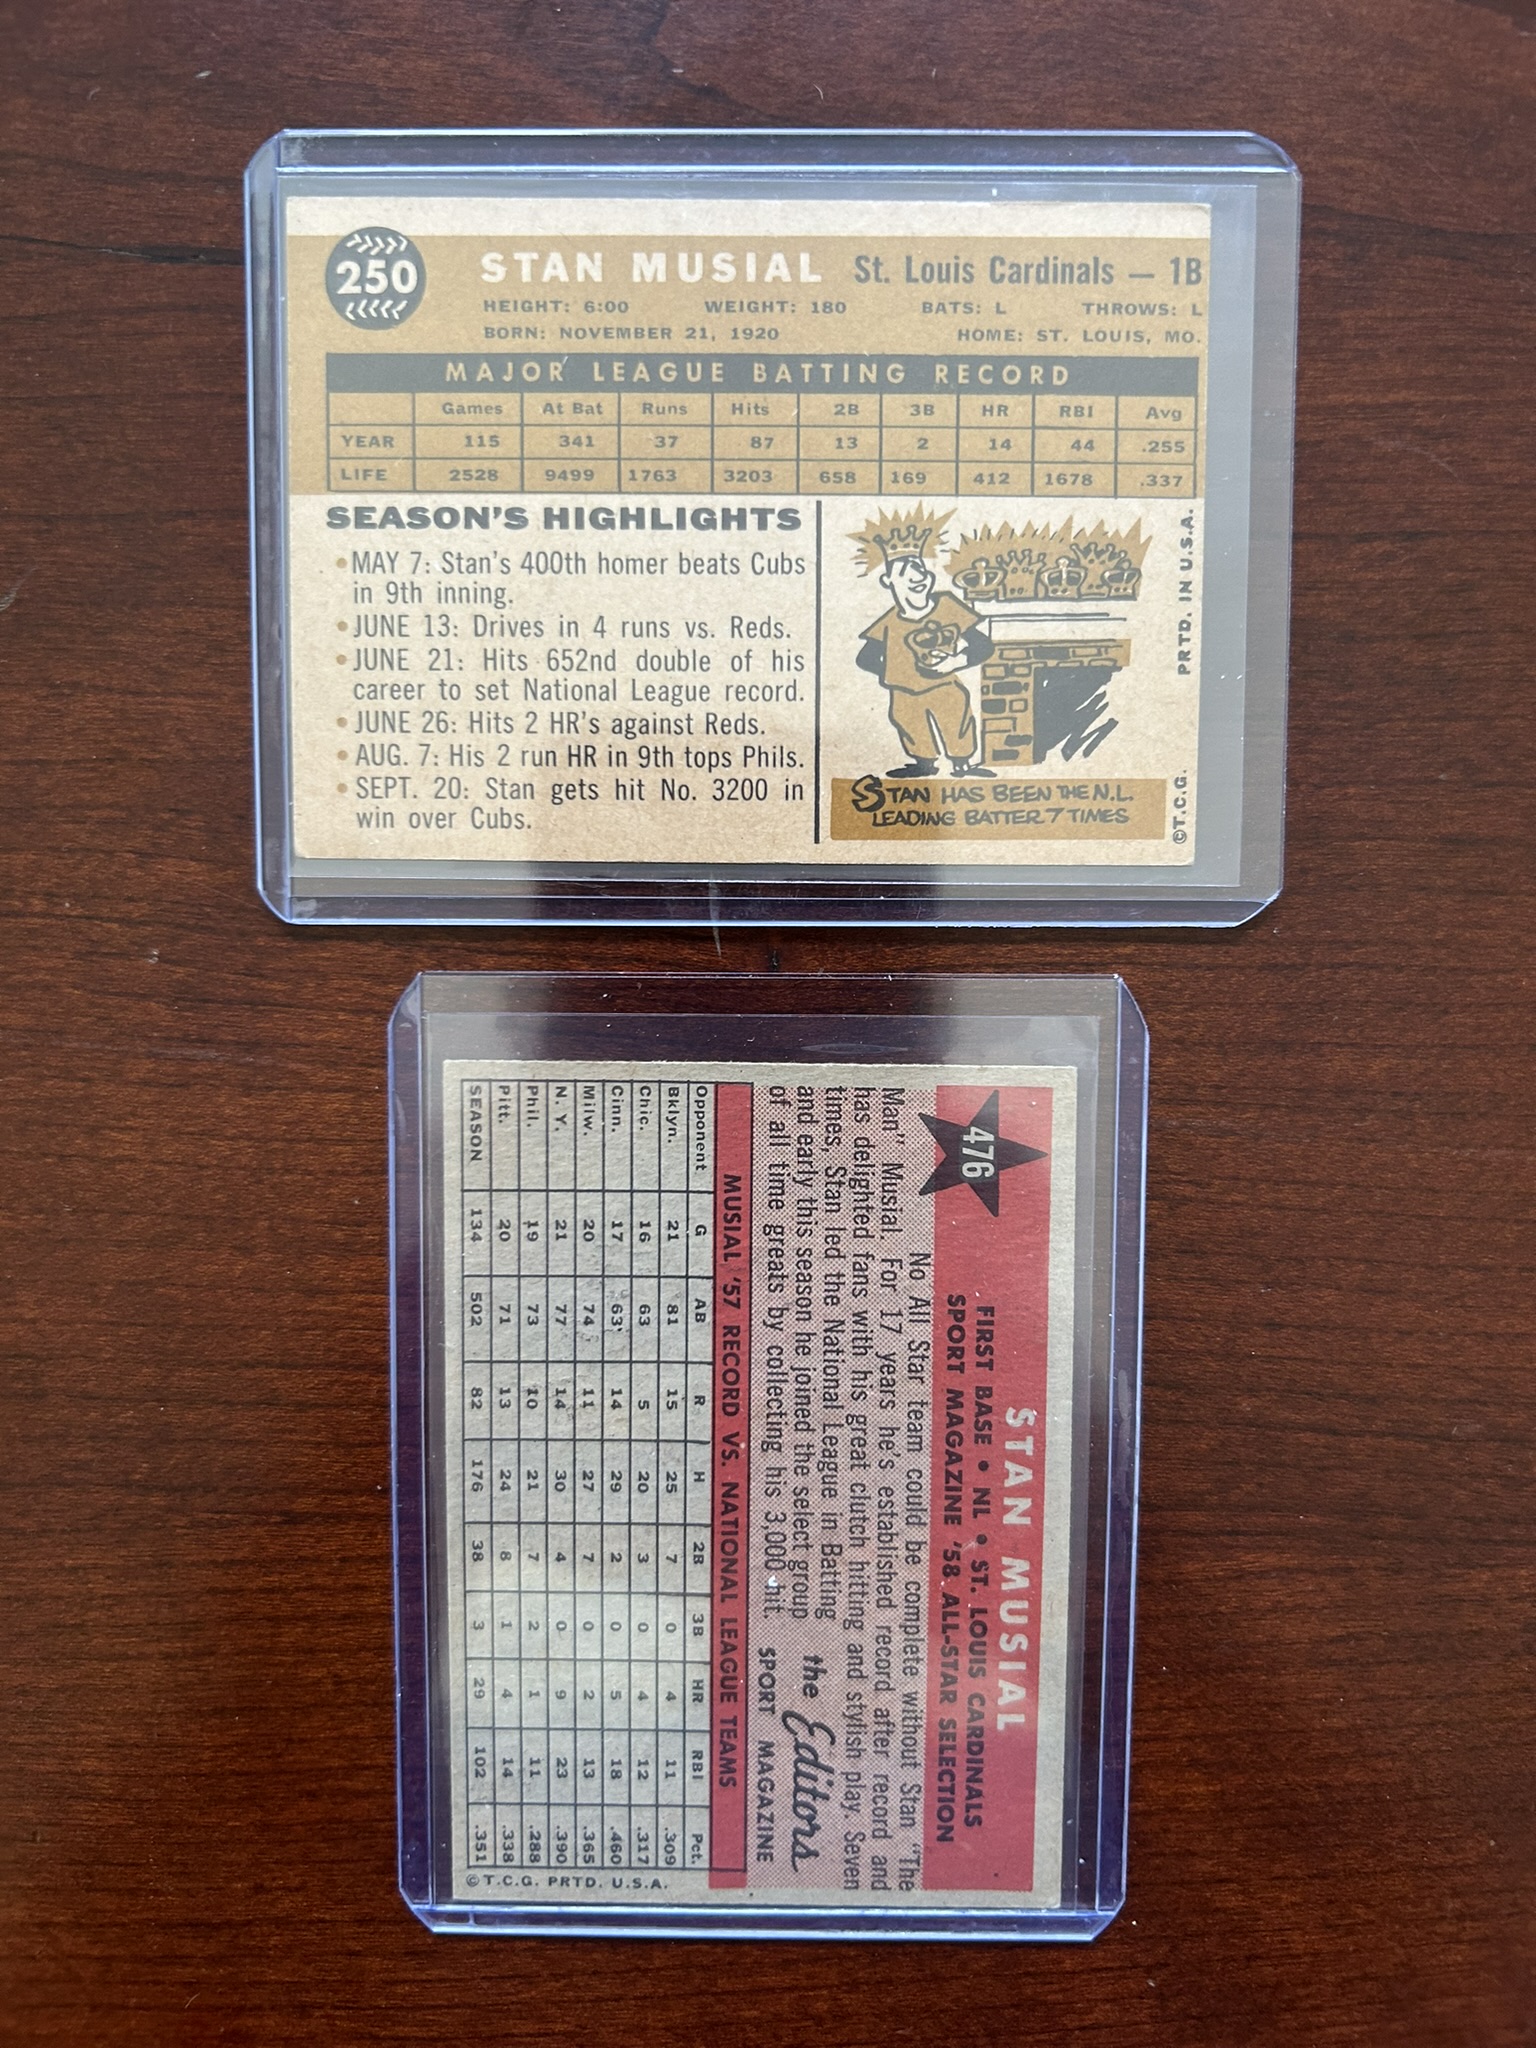 250
STAN MUSIAL St. Louis Cardinals — 1B
HEIGHT: 6:00 WEIGHT: 180 BATS: L THROWS: L
BORN: NOVEMBER 21, 1920 HOME: ST. LOUIS, MO.
MAJOR LEAGUE BATTING RECORD
Games At Bat Runs Hits 2B 3B HR RBI Avg
YEAR 115 341 37 87 13 2 14 44 .255
LIFE 2528 9499 1763 3203 658 169 412 1678 .337
SEASON'S HIGHLIGHTS
•MAY 7: Stan's 400th homer beats Cubs
in 9th inning.
•JUNE 13: Drives in 4 runs vs. Reds.
•JUNE 21: Hits 652nd double of his
career to set National League record.
•JUNE 26: Hits 2 HR's against Reds.
•AUG. 7: His 2 run HR in 9th tops Phils.
•SEPT. 20: Stan gets hit No. 3200 in
win over Cubs.
STAN HAS BEEN THE N.L.
LEADING BATTER 7 TIMES
©T.C.G. PRTD. IN U.S.A.
476
STAN MUSIAL
FIRST BASE • NL • ST. LOUIS CARDINALS
SPORT MAGAZINE '58 ALL-STAR SELECTION
No All Star team could be complete without Stan "The
Man" Musial. For 17 years he's established record after record and
has delighted fans with his great clutch hitting and stylish play. Seven
times, Stan led the National League in Batting
and early this season he joined the select group
of all time greats by collecting his 3,000 hit.
the Editors
SPORT MAGAZINE
MUSIAL '57 RECORD VS. NATIONAL LEAGUE TEAMS
Opponent G AB R H 2B 3B HR RBI Pct.
Bklyn. 21 81 15 25 7 0 4 11 .309
Chic. 16 63 5 20 3 0 4 12 .317
Cinn. 17 63 14 29 2 0 5 18 .460
Milw. 20 74 11 27 7 0 2 13 .365
N. Y. 21 77 14 30 4 0 9 23 .390
Phil. 19 73 10 21 7 2 1 11 .288
Pitt. 20 71 13 24 8 1 4 14 .338
SEASON 134 502 82 176 38 3 29 102 .351
©T.C.G. PRTD. U.S.A.